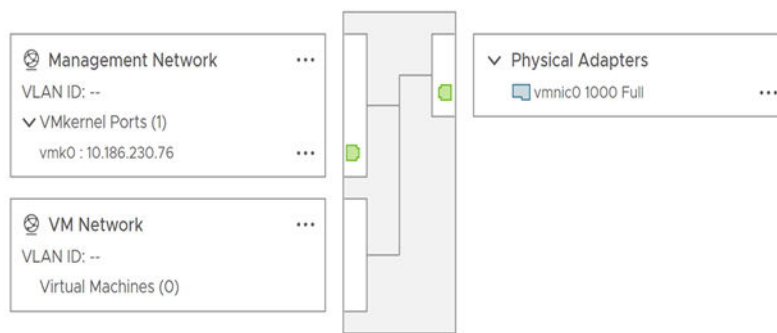 Management Network
VLAN ID: --
VMkernel Ports (1)
vmk0 : 10.186.230.76
VM Network
VLAN ID: --
Virtual Machines (0)
Physical Adapters
vmnic0 1000 Full